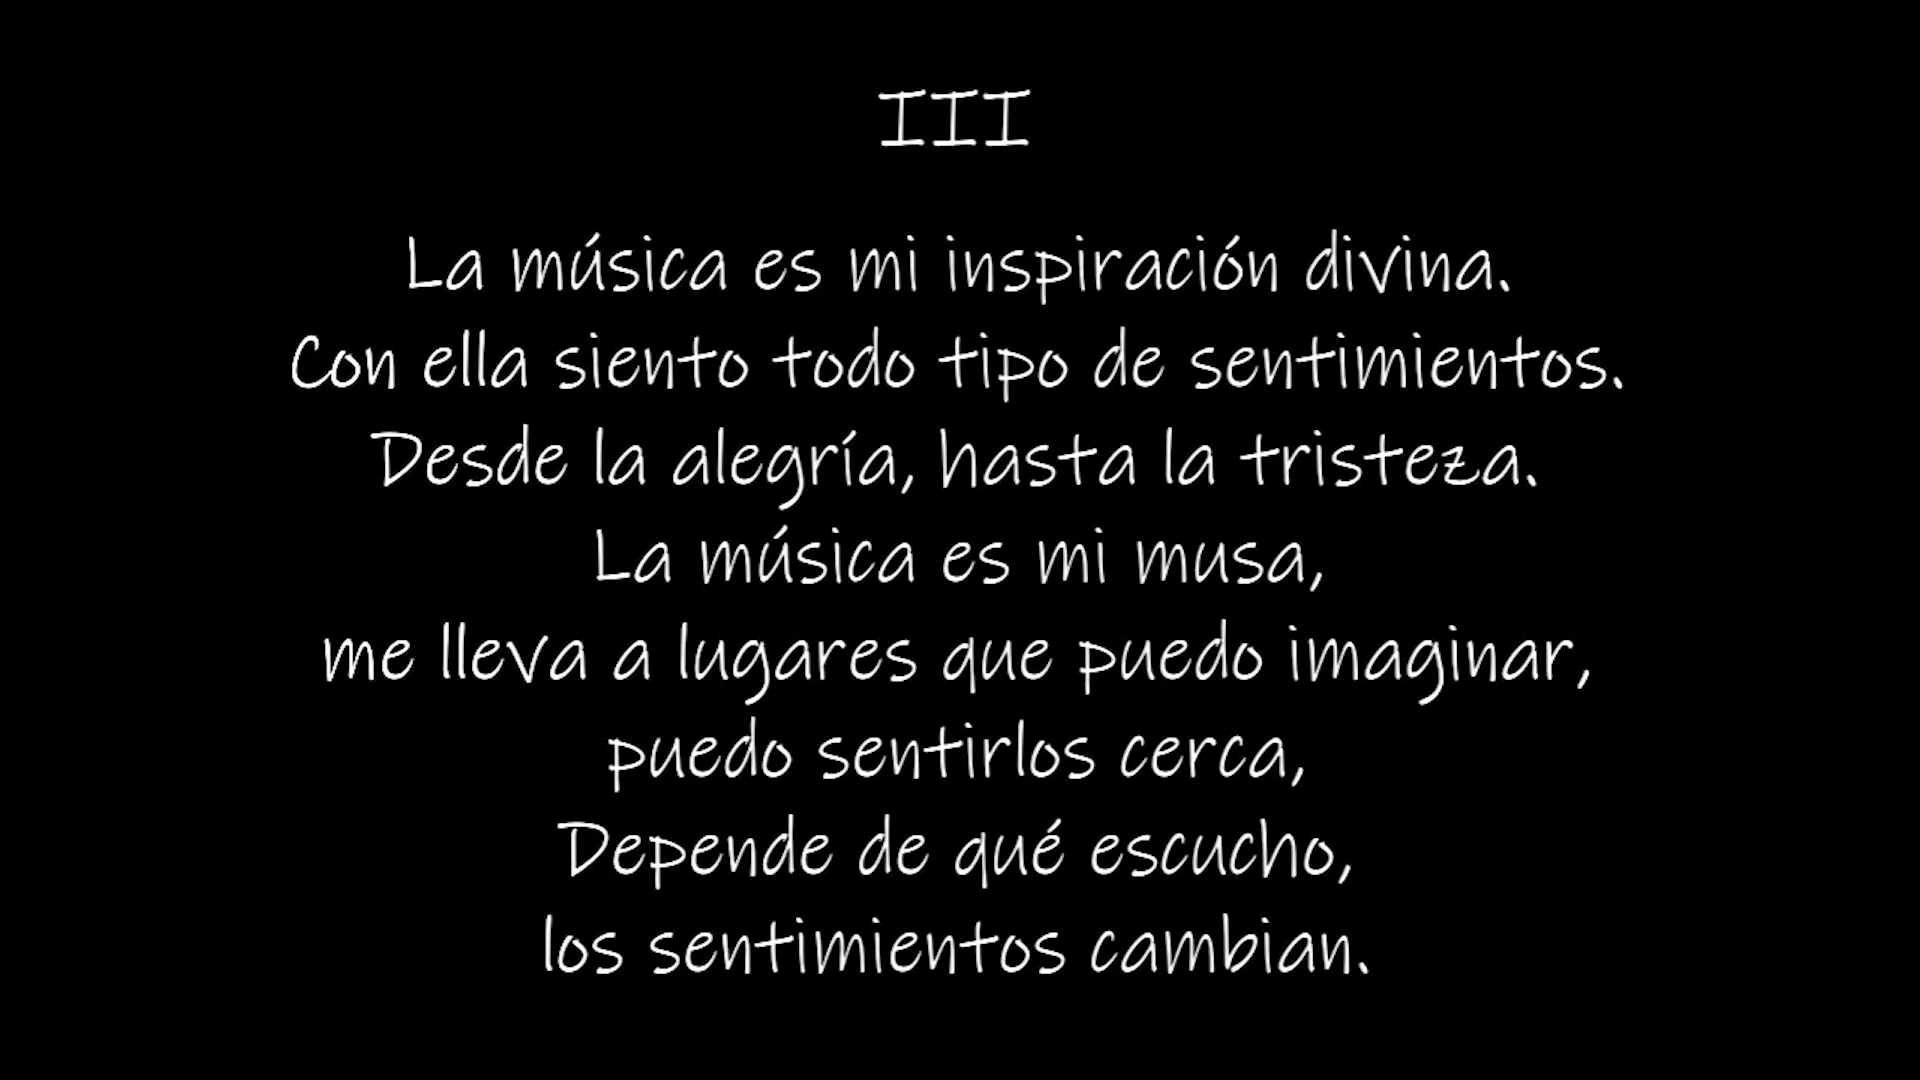 III
La música es mi inspiración divina.
Con ella siento todo tipo de sentimientos.
Desde la alegría, hasta la tristeza.
La música es mi musa,
me lleva a lugares que puedo imaginar,
puedo sentirlos cerca,
Depende de qué escucho,
los sentimientos cambian.